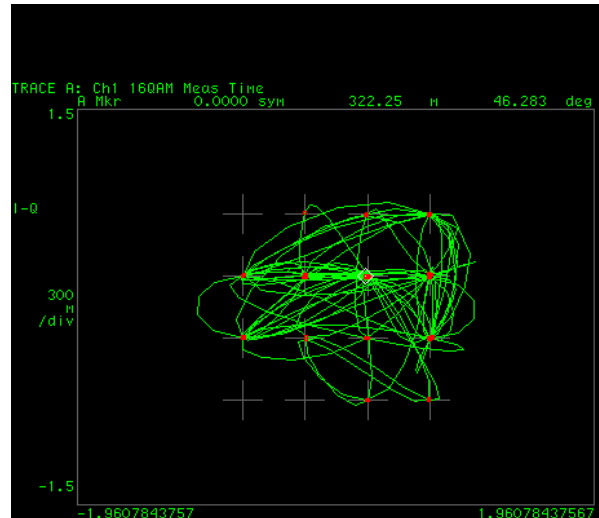 TRACE A: Ch1 16QAM Meas Time
A Mkr 0.0000 sym 322.25 m 46.283 deg
1.5
I-Q
300
m
/div
-1.5
-1.9607843757 1.96078437567